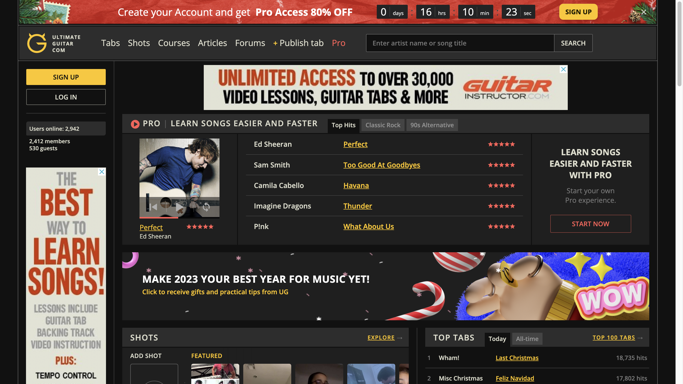 Create your Account and get Pro Access 80% OFF
0 days 16 hrs 10 min 23 sec
SIGN UP
ULTIMATE
GUITAR
COM
Tabs Shots Courses Articles Forums + Publish tab Pro
Enter artist name or song title
SEARCH
SIGN UP
LOG IN
Users online: 2,942
2,412 members
530 guests
THE
BEST
WAY TO
LEARN
SONGS!
LESSONS INCLUDE
GUITAR TAB
BACKING TRACK
VIDEO INSTRUCTION
PLUS:
TEMPO CONTROL
UNLIMITED ACCESS TO OVER 30,000
VIDEO LESSONS, GUITAR TABS & MORE
GUITAR
INSTRUCTOR.COM
PRO LEARN SONGS EASIER AND FASTER
Top Hits Classic Rock 90s Alternative
Perfect
Ed Sheeran
Ed Sheeran Perfect
Sam Smith Too Good At Goodbyes
Camila Cabello Havana
Imagine Dragons Thunder
P!nk What About Us
LEARN SONGS
EASIER AND FASTER
WITH PRO
Start your own
Pro experience.
START NOW
MAKE 2023 YOUR BEST YEAR FOR MUSIC YET!
Click to receive gifts and practical tips from UG
WOW
SHOTS
EXPLORE →
ADD SHOT FEATURED
TOP TABS Today All-time TOP 100 TABS →
1 Wham! Last Christmas 18,735 hits
2 Misc Christmas Feliz Navidad 17,802 hits